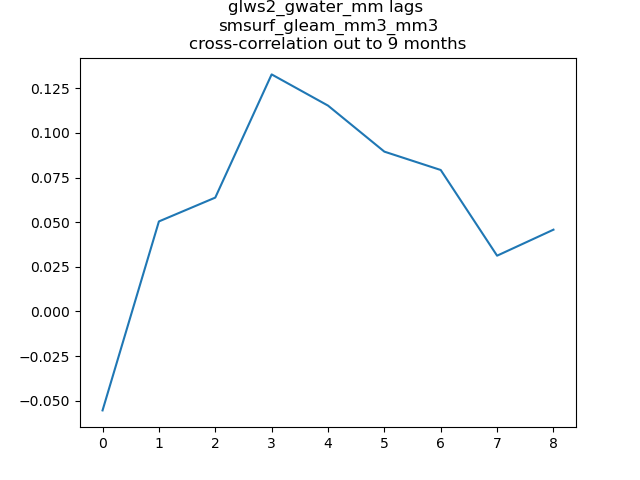 glws2_gwater_mm lags
smsurf_gleam_mm3_mm3
cross-correlation out to 9 months
0.125
0.100
0.075
0.050
0.025
0.000
−0.025
−0.050
0 1 2 3 4 5 6 7 8